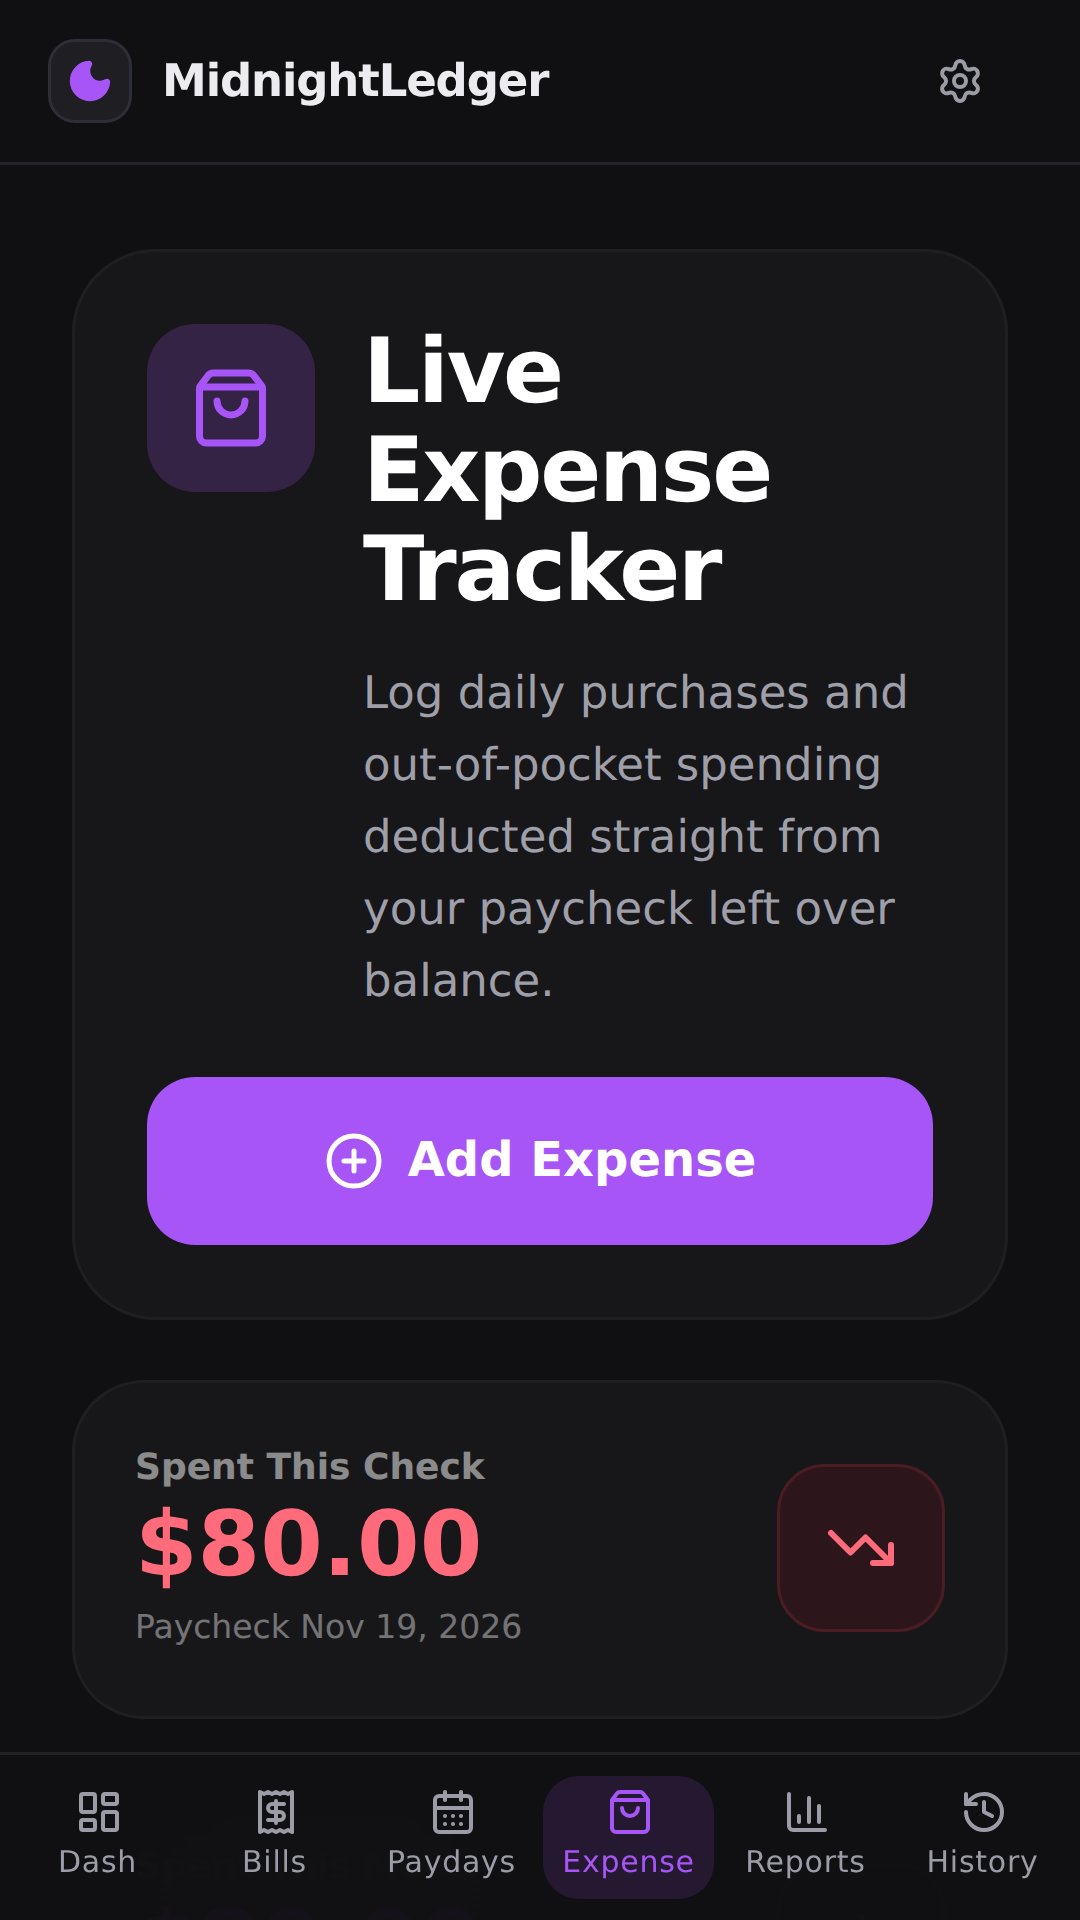 MidnightLedger
Live
Expense
Tracker
Log daily purchases and
out-of-pocket spending
deducted straight from
your paycheck left over
balance.
Add Expense
Spent This Check
$80.00
Paycheck Nov 19, 2026
Dash
Bills
Paydays
Expense
Reports
History